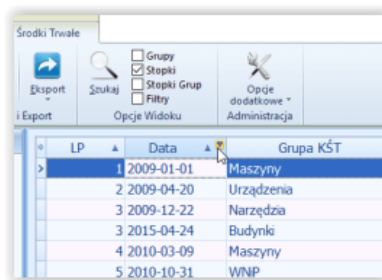 Środki Trwałe
Grupy
Stopki
Stopki Grup
Filtry
Eksport
Szukaj
Opcje
dodatkowe
i Export
Opcje Widoku
Administracja
LP Data Grupa KŚT
1 2009-01-01 Maszyny
2 2009-04-20 Urządzenia
3 2009-12-22 Narzędzia
3 2015-04-24 Budynki
4 2010-03-09 Maszyny
5 2010-10-31 WNiP